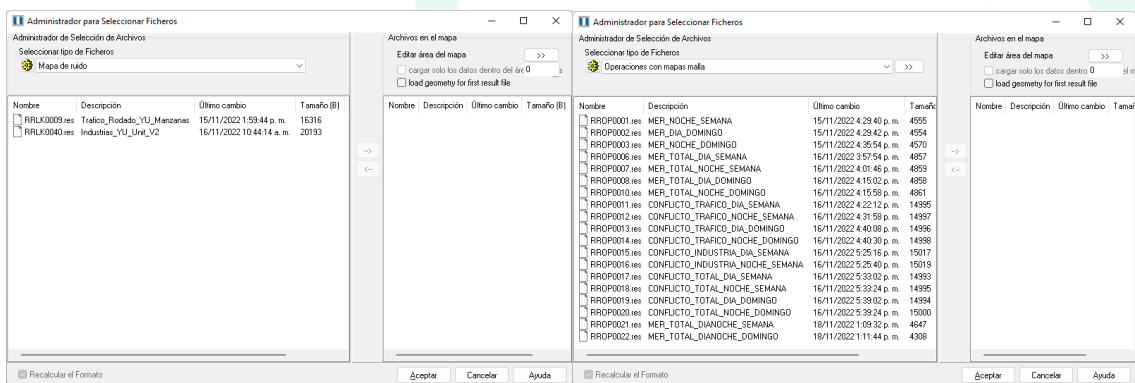 Administrador para Seleccionar Ficheros
Administrador de Selección de Archivos
Seleccionar tipo de Ficheros
Mapa de ruido
Archivos en el mapa
Editar área del mapa >>
cargar solo los datos dentro del áre 0
load geometry for first result file
Nombre Descripción Último cambio Tamaño (B)
RRLK0009.res Trafico_Rodado_YU_Manzanas 15/11/2022 1:59:44 p. m. 16316
RRLK0040.res Industrias_YU_Unit_V2 16/11/2022 10:44:14 a. m. 20193
Nombre Descripción Último cambio Tamaño (B)
-->
<--
Recalcular el Formato
Aceptar Cancelar Ayuda
Administrador para Seleccionar Ficheros
Administrador de Selección de Archivos
Seleccionar tipo de Ficheros
Operaciones con mapas malla >>
Archivos en el mapa
Editar área del mapa >>
cargar solo los datos dentro 0 el m
load geometry for first result file
Nombre Descripción Último cambio Tamañ
RROP0001.res MER_NOCHE_SEMANA 15/11/2022 4:29:40 p. m. 4555
RROP0002.res MER_DIA_DOMINGO 15/11/2022 4:29:42 p. m. 4554
RROP0003.res MER_NOCHE_DOMINGO 15/11/2022 4:35:54 p. m. 4570
RROP0006.res MER_TOTAL_DIA_SEMANA 16/11/2022 3:57:54 p. m. 4857
RROP0007.res MER_TOTAL_NOCHE_SEMANA 16/11/2022 4:01:46 p. m. 4859
RROP0008.res MER_TOTAL_DIA_DOMINGO 16/11/2022 4:15:02 p. m. 4858
RROP0010.res MER_TOTAL_NOCHE_DOMINGO 16/11/2022 4:15:58 p. m. 4861
RROP0011.res CONFLICTO_TRAFICO_DIA_SEMANA 16/11/2022 4:22:12 p. m. 14995
RROP0012.res CONFLICTO_TRAFICO_NOCHE_SEMANA 16/11/2022 4:31:58 p. m. 14997
RROP0013.res CONFLICTO_TRAFICO_DIA_DOMINGO 16/11/2022 4:40:08 p. m. 14996
RROP0014.res CONFLICTO_TRAFICO_NOCHE_DOMINGO 16/11/2022 4:40:30 p. m. 14998
RROP0015.res CONFLICTO_INDUSTRIA_DIA_SEMANA 16/11/2022 5:25:16 p. m. 15017
RROP0016.res CONFLICTO_INDUSTRIA_NOCHE_SEMANA 16/11/2022 5:25:40 p. m. 15019
RROP0017.res CONFLICTO_TOTAL_DIA_SEMANA 16/11/2022 5:33:02 p. m. 14993
RROP0018.res CONFLICTO_TOTAL_NOCHE_SEMANA 16/11/2022 5:33:24 p. m. 14995
RROP0019.res CONFLICTO_TOTAL_DIA_DOMINGO 16/11/2022 5:39:02 p. m. 14994
RROP0020.res CONFLICTO_TOTAL_NOCHE_DOMINGO 16/11/2022 5:39:24 p. m. 15000
RROP0021.res MER_TOTAL_DIANOCHE_SEMANA 18/11/2022 1:09:32 p. m. 4647
RROP0022.res MER_TOTAL_DIANOCHE_DOMINGO 18/11/2022 1:11:44 p. m. 4308
Nombre Descripción Último cambio Tamañ
-->
<--
Recalcular el Formato
Aceptar Cancelar Ayuda